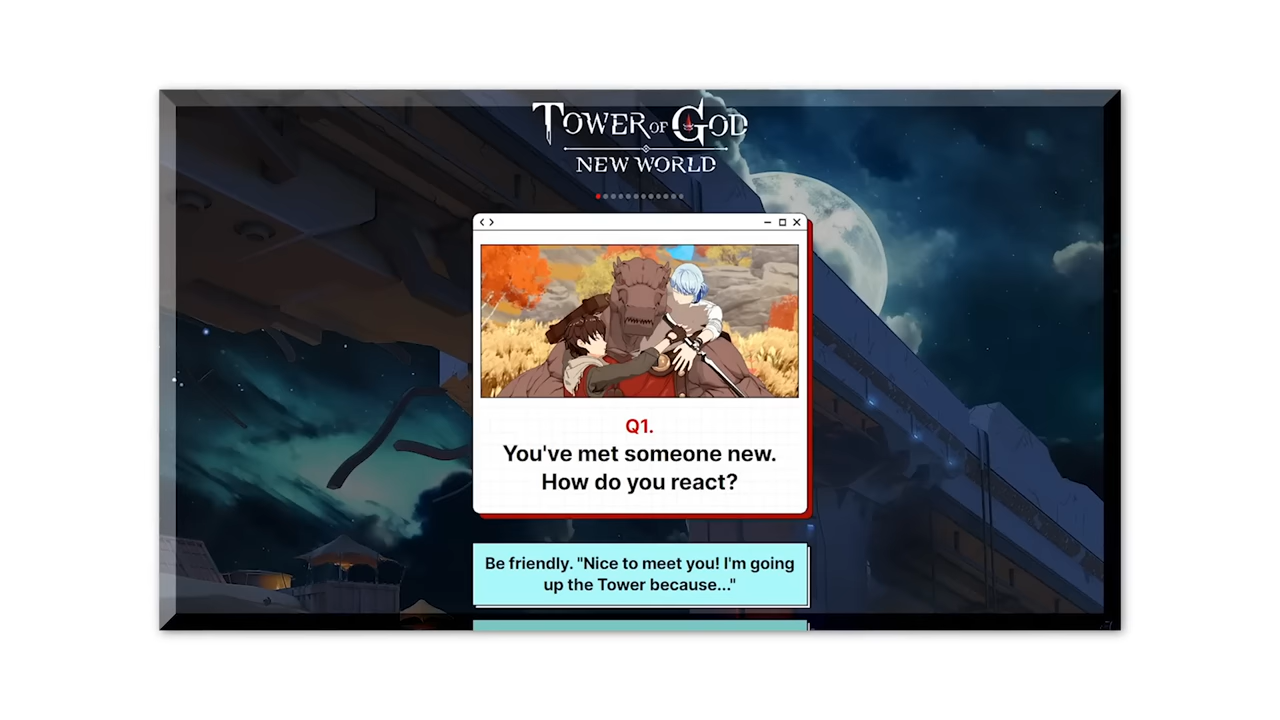 TOWER OF GOD
NEW WORLD
Q1.
You've met someone new.
How do you react?
Be friendly. "Nice to meet you! I'm going
up the Tower because..."